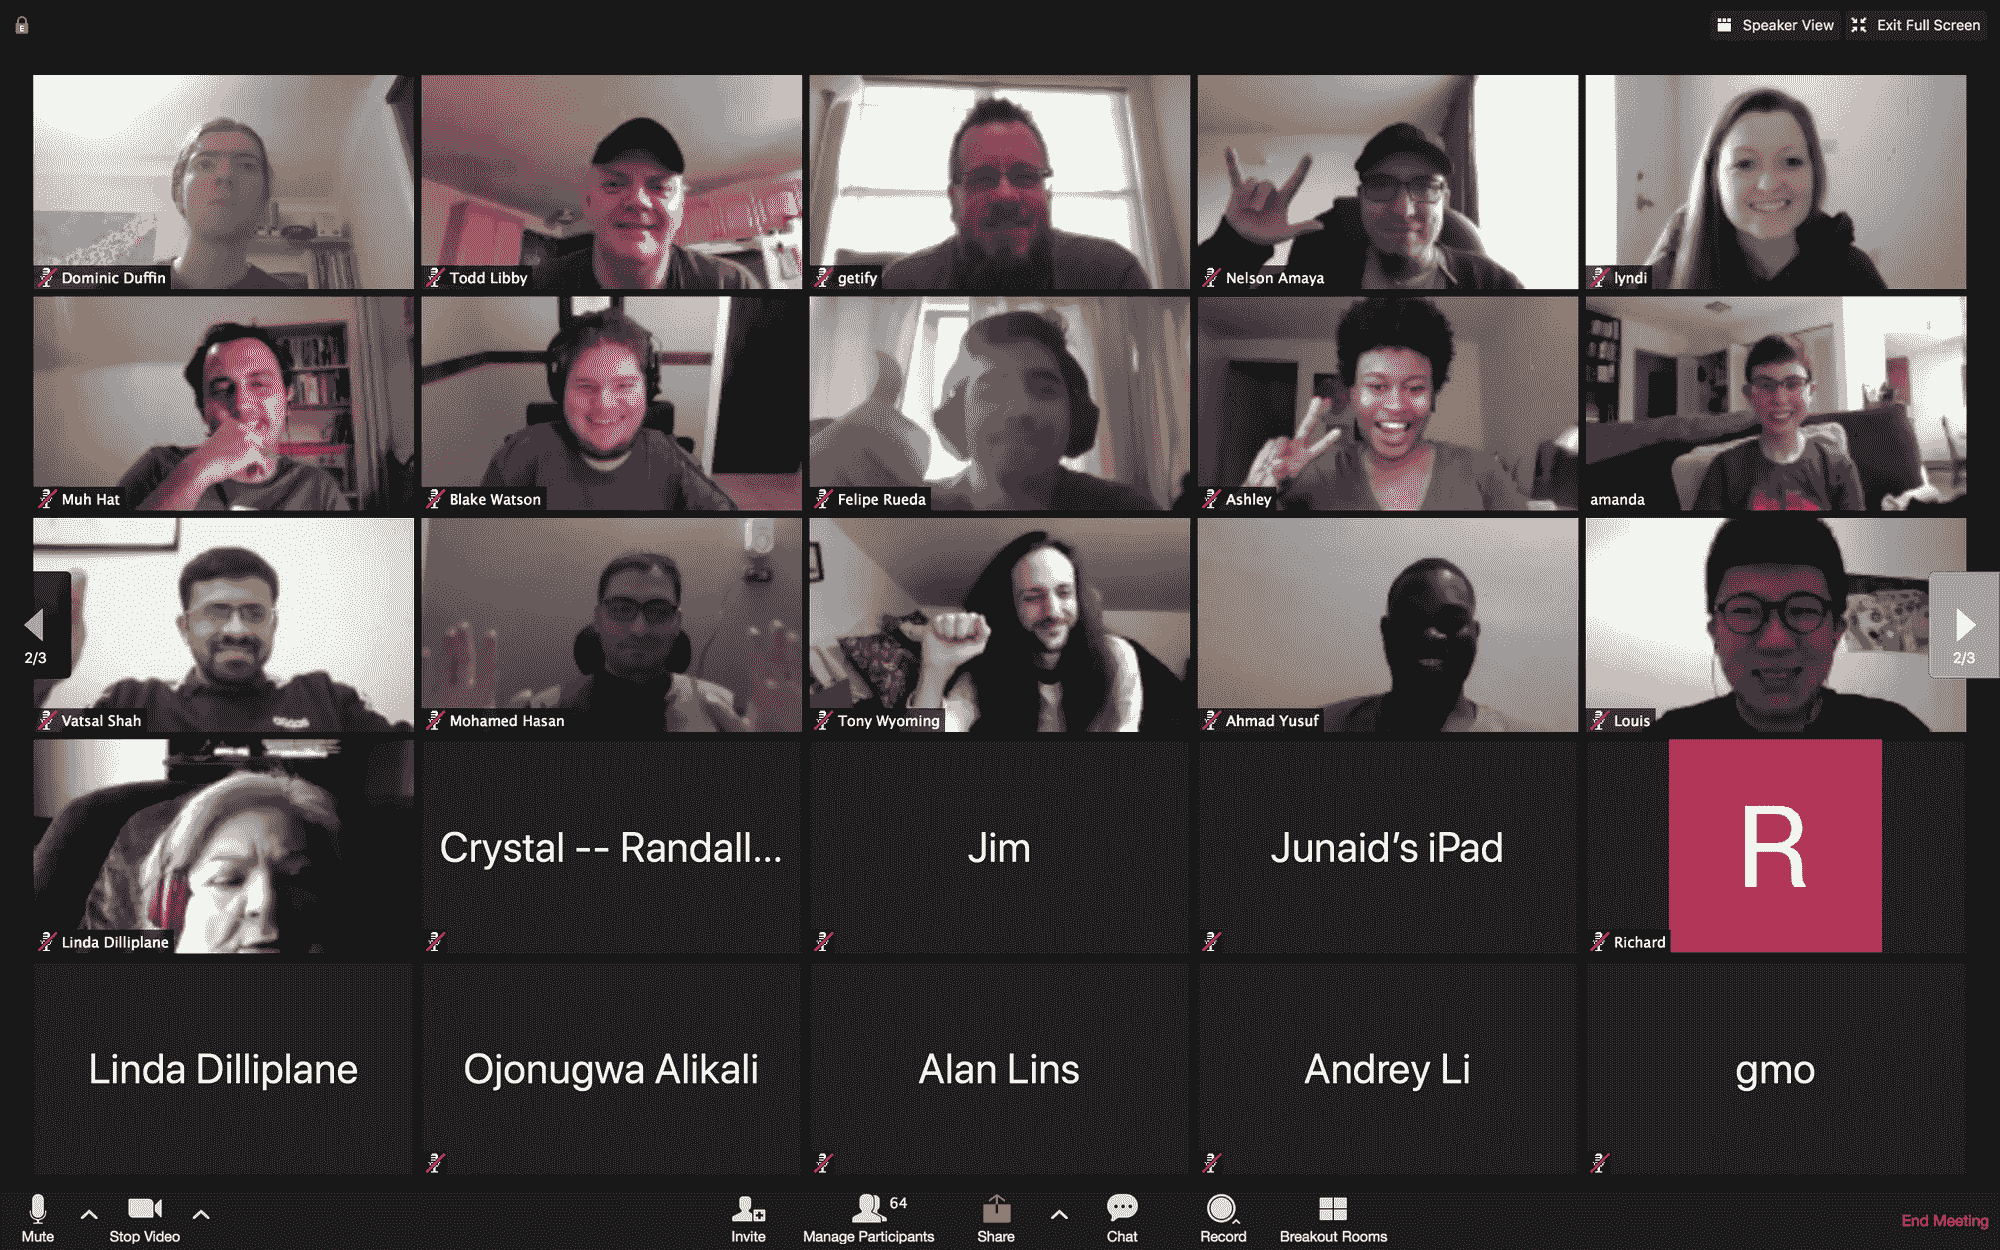 E
Speaker View
Exit Full Screen
Dominic Duffin
Todd Libby
getify
Nelson Amaya
lyndi
Muh Hat
Blake Watson
Felipe Rueda
Ashley
amanda
2/3
Vatsal Shah
Mohamed Hasan
Tony Wyoming
Ahmad Yusuf
Louis
2/3
Linda Dilliplane
Crystal -- Randall...
Jim
Junaid's iPad
R
Richard
Linda Dilliplane
Ojonugwa Alikali
Alan Lins
Andrey Li
gmo
Mute
Stop Video
Invite
64
Manage Participants
Share
Chat
Record
Breakout Rooms
End Meeting